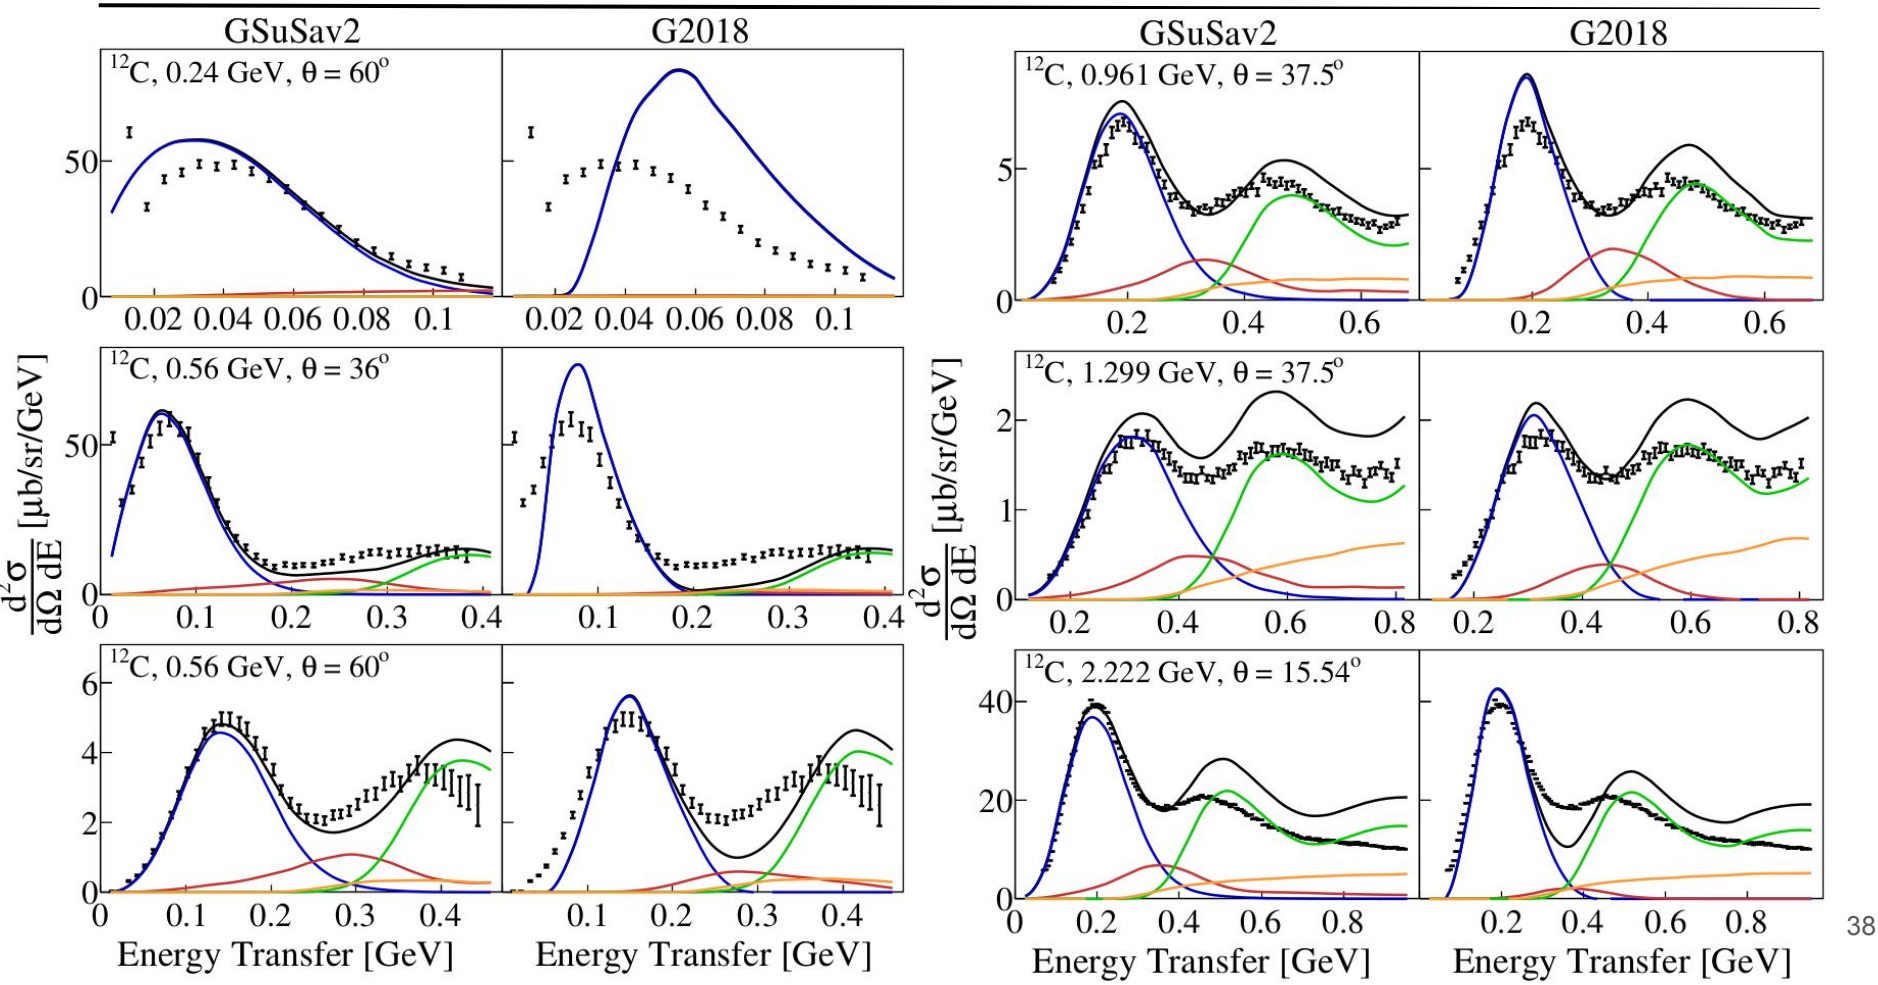 GSuSav2 G2018 GSuSav2 G2018
¹²C, 0.24 GeV, θ = 60°
50
0
0.02 0.04 0.06 0.08 0.1 0.02 0.04 0.06 0.08 0.1
¹²C, 0.56 GeV, θ = 36°
50
0
0.1 0.2 0.3 0.4 0.1 0.2 0.3 0.4
0
¹²C, 0.56 GeV, θ = 60°
6
4
2
0
0 0.1 0.2 0.3 0.4 0.1 0.2 0.3 0.4
d²σ/dΩ dE [μb/sr/GeV]
Energy Transfer [GeV] Energy Transfer [GeV]
¹²C, 0.961 GeV, θ = 37.5°
5
0
0.2 0.4 0.6 0.2 0.4 0.6
¹²C, 1.299 GeV, θ = 37.5°
2
1
0
0.2 0.4 0.6 0.8 0.2 0.4 0.6 0.8
¹²C, 2.222 GeV, θ = 15.54°
40
20
0
0 0.2 0.4 0.6 0.8 0.2 0.4 0.6 0.8
d²σ/dΩ dE [μb/sr/GeV]
Energy Transfer [GeV] Energy Transfer [GeV]
38